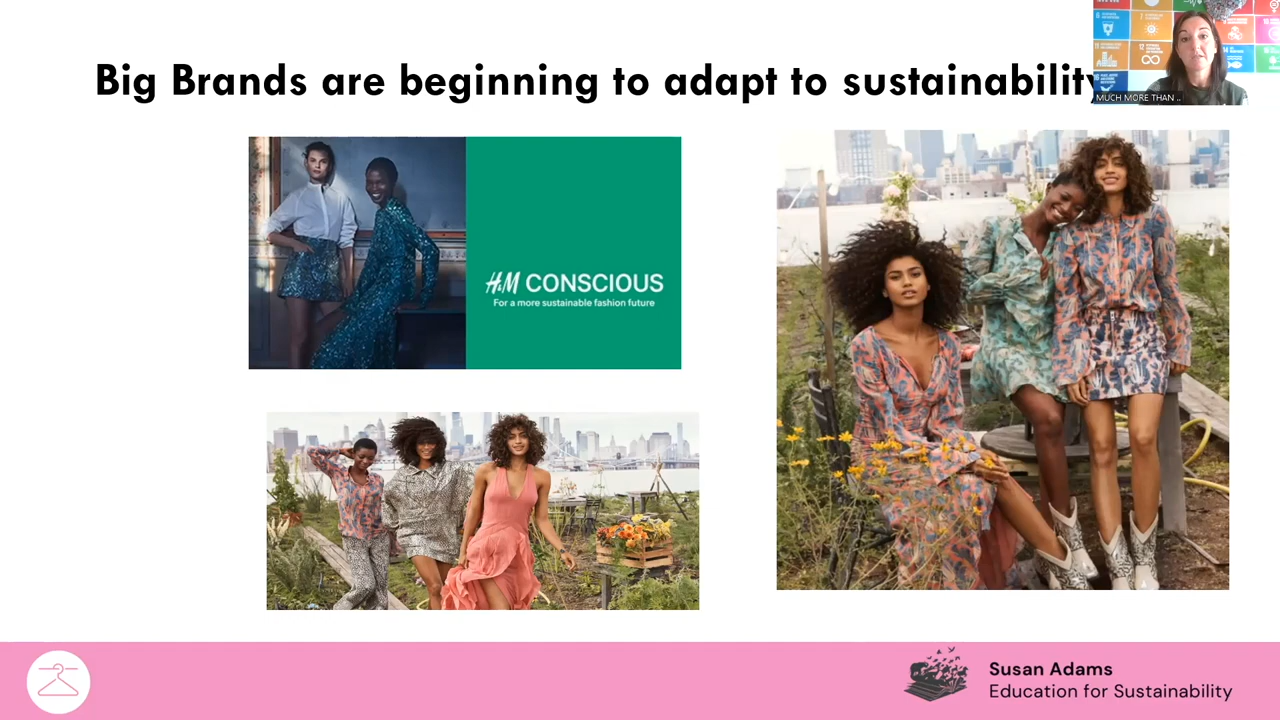 Big Brands are beginning to adapt to sustainability
MUCH MORE THAN ..
H&M CONSCIOUS
For a more sustainable fashion future
Susan Adams
Education for Sustainability